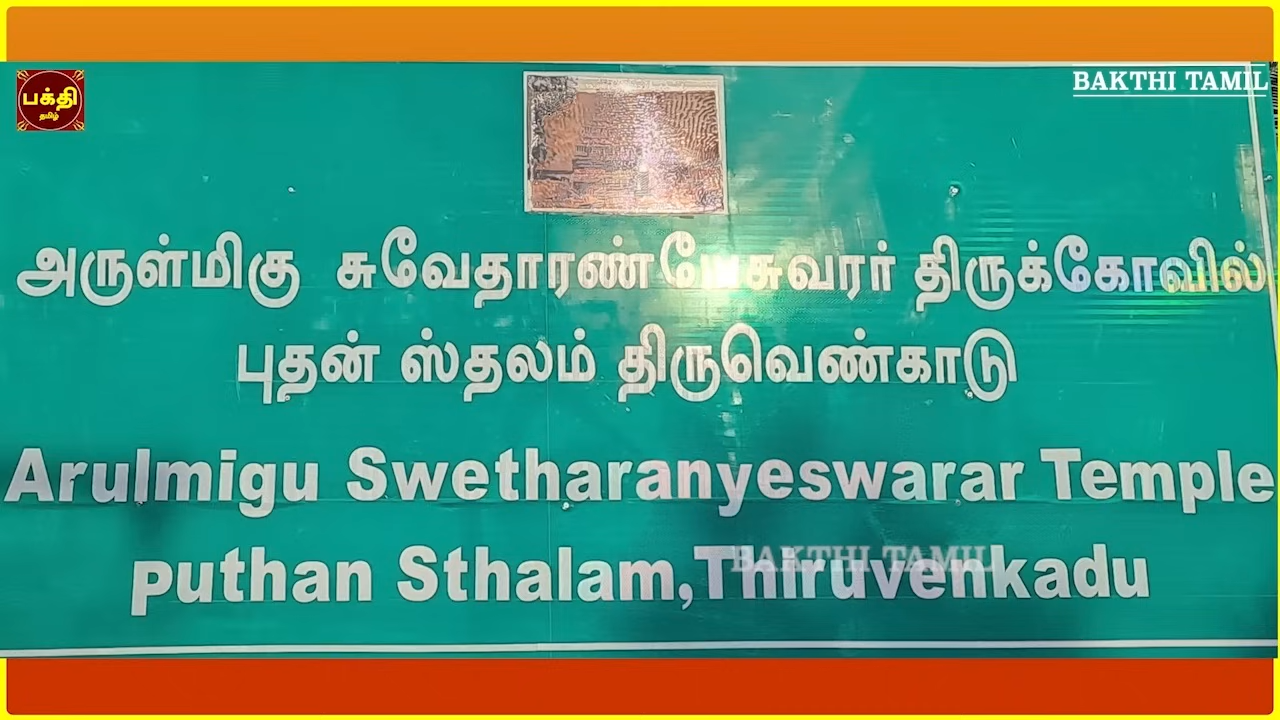 பக்தி
தமிழ்
BAKTHI TAMIL
அருள்மிகு சுவேதாரண்யேசுவரர் திருக்கோவில்
புதன் ஸ்தலம் திருவெண்காடு
Arulmigu Swetharanyeswarar Temple
puthan Sthalam,Thiruvenkadu
BAKTHI TAMIL